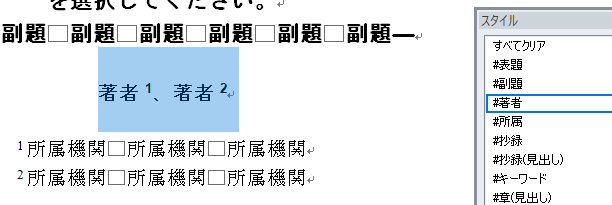 を選択してください。↵
副題□副題□副題□副題□副題□副題―↵
著者 1、著者 2↵
1 所属機関□所属機関□所属機関↵
2 所属機関□所属機関□所属機関↵
スタイル
すべてクリア
#表題
#副題
#著者
#所属
#抄録
#抄録(見出し)
#キーワード
#章(見出し)